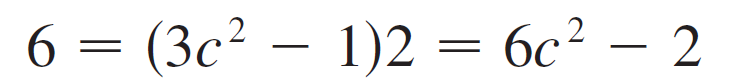 6 = (3c² − 1)2 = 6c² − 2